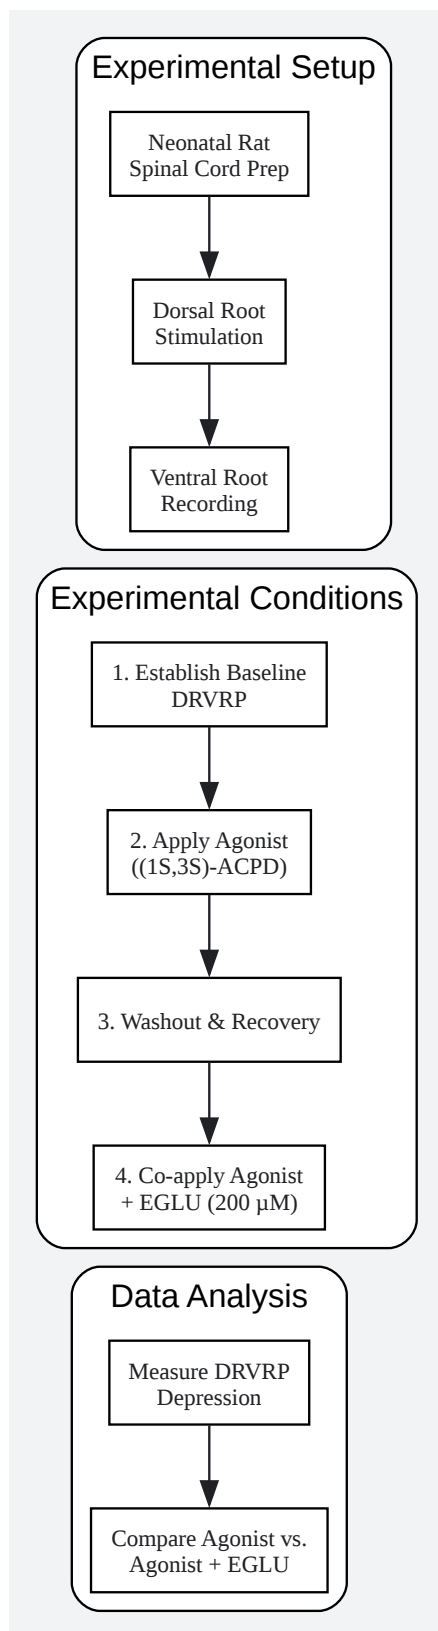 Experimental Setup
Neonatal Rat
Spinal Cord Prep
Dorsal Root
Stimulation
Ventral Root
Recording
Experimental Conditions
1. Establish Baseline
DRVRP
2. Apply Agonist
((1S,3S)-ACPD)
3. Washout & Recovery
4. Co-apply Agonist
+ EGLU (200 µM)
Data Analysis
Measure DRVRP
Depression
Compare Agonist vs.
Agonist + EGLU